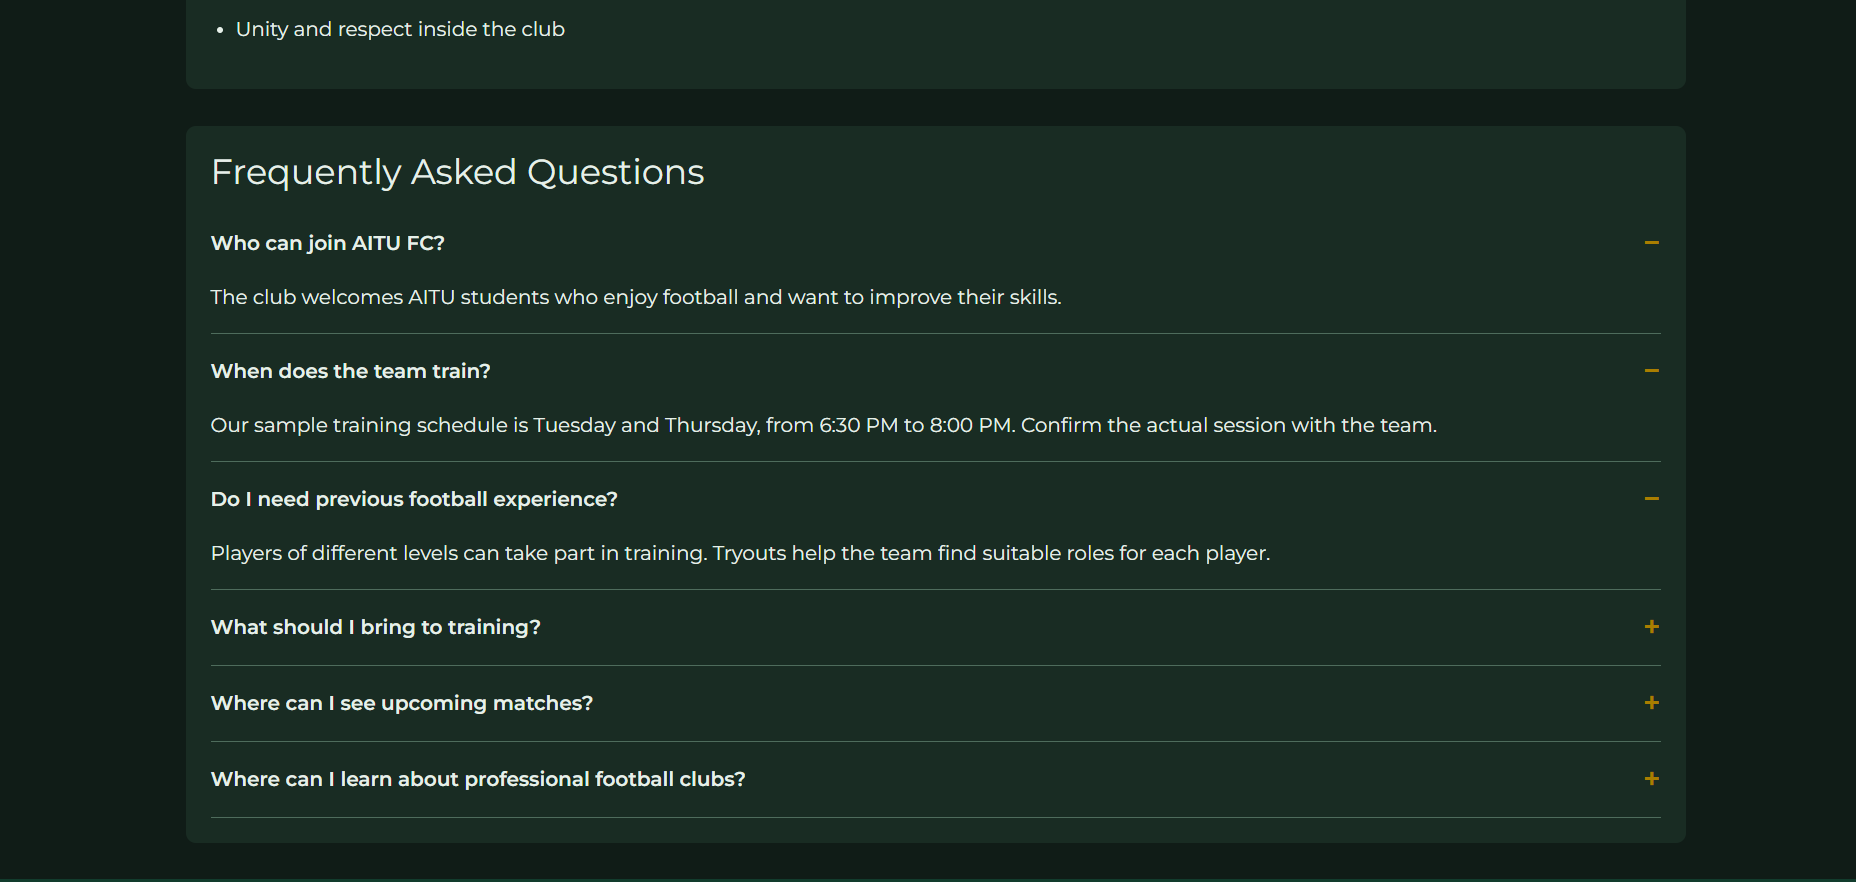 • Unity and respect inside the club
Frequently Asked Questions
Who can join AITU FC? −
The club welcomes AITU students who enjoy football and want to improve their skills.
When does the team train? −
Our sample training schedule is Tuesday and Thursday, from 6:30 PM to 8:00 PM. Confirm the actual session with the team.
Do I need previous football experience? −
Players of different levels can take part in training. Tryouts help the team find suitable roles for each player.
What should I bring to training? +
Where can I see upcoming matches? +
Where can I learn about professional football clubs? +